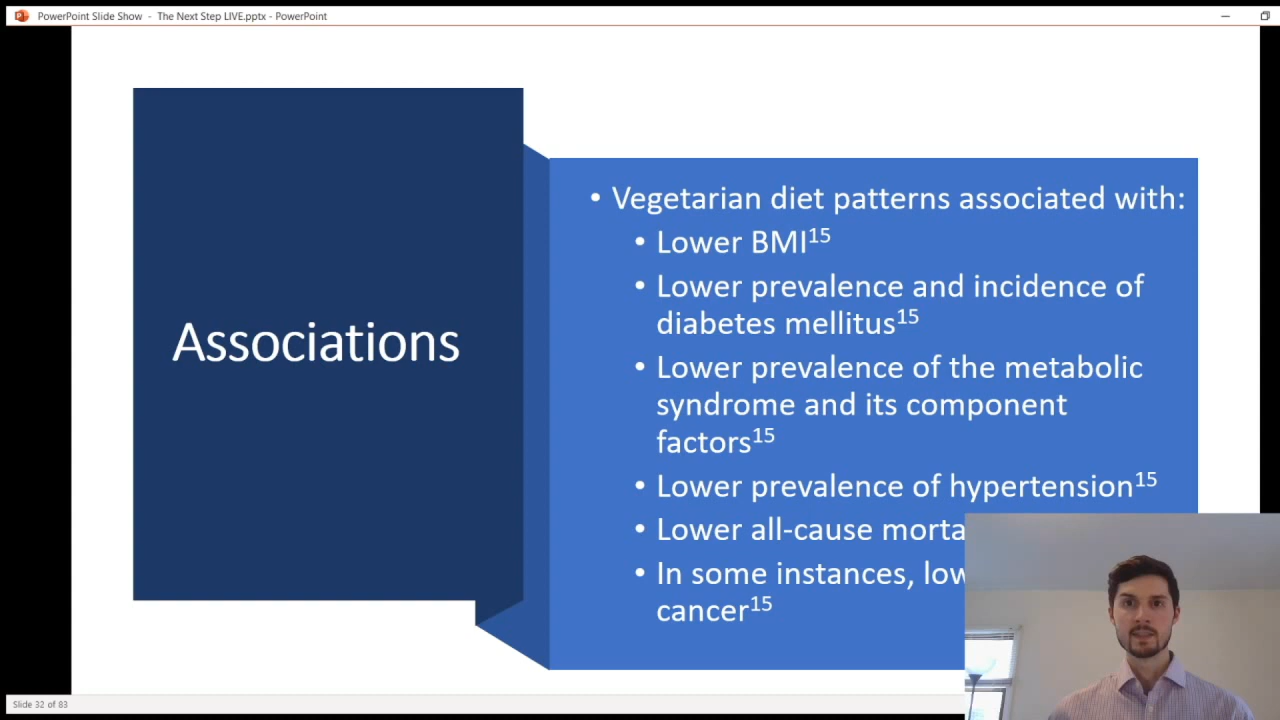 PowerPoint Slide Show - The Next Step LIVE.pptx - PowerPoint
Associations
• Vegetarian diet patterns associated with:
• Lower BMI15
• Lower prevalence and incidence of
diabetes mellitus15
• Lower prevalence of the metabolic
syndrome and its component
factors15
• Lower prevalence of hypertension15
• Lower all-cause
• In some instances,
cancer15
Slide 32 of 83